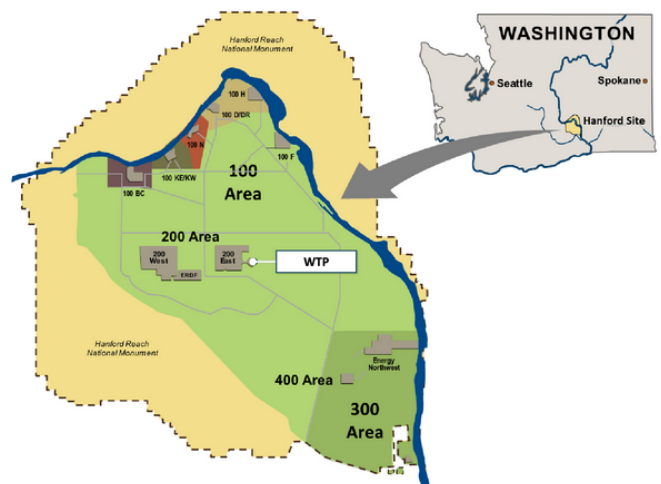 Hanford Reach
National Monument
WASHINGTON
Seattle
Spokane
Hanford Site
100 H
100 D/DR
100 N
100 F
100 KE/KW
100 BC
100
Area
200 Area
200
West
200
East
ERDF
WTP
Hanford Reach
National Monument
Energy
Northwest
400 Area
300
Area